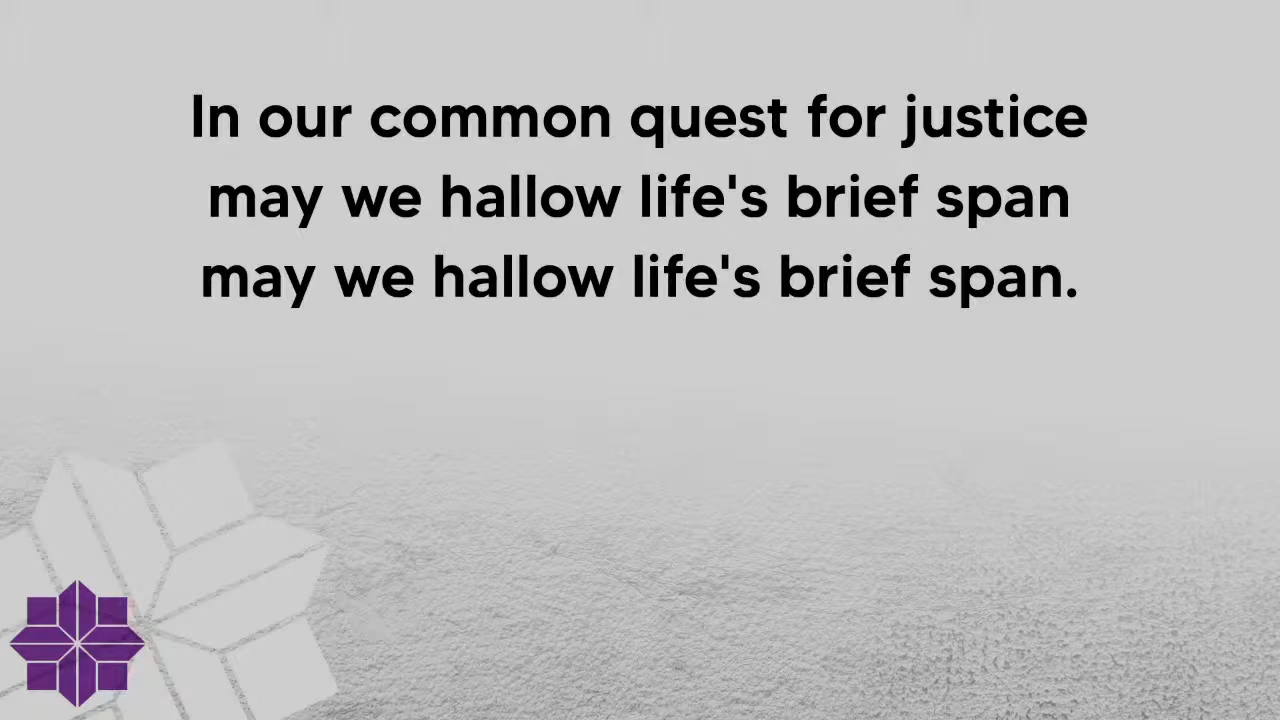 In our common quest for justice
may we hallow life's brief span
may we hallow life's brief span.